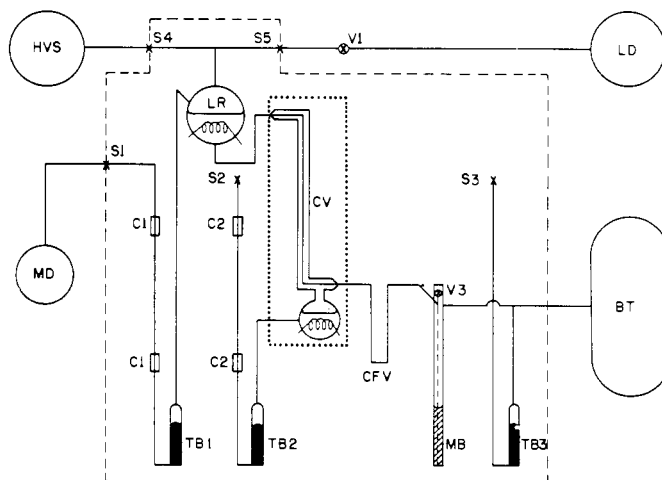 HVS
S4
S5
V1
LD
LR
S1
S2
CV
S3
C1
C2
MD
V3
BT
C1
C2
CFV
TB1
TB2
MB
TB3